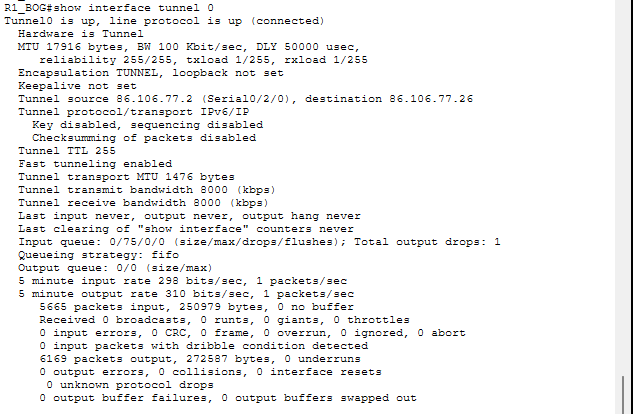 R1_BOG#show interface tunnel 0
Tunnel0 is up, line protocol is up (connected)
Hardware is Tunnel
MTU 17916 bytes, BW 100 Kbit/sec, DLY 50000 usec,
reliability 255/255, txload 1/255, rxload 1/255
Encapsulation TUNNEL, loopback not set
Keepalive not set
Tunnel source 86.106.77.2 (Serial0/2/0), destination 86.106.77.26
Tunnel protocol/transport IPv6/IP
Key disabled, sequencing disabled
Checksumming of packets disabled
Tunnel TTL 255
Fast tunneling enabled
Tunnel transport MTU 1476 bytes
Tunnel transmit bandwidth 8000 (kbps)
Tunnel receive bandwidth 8000 (kbps)
Last input never, output never, output hang never
Last clearing of "show interface" counters never
Input queue: 0/75/0/0 (size/max/drops/flushes); Total output drops: 1
Queueing strategy: fifo
Output queue: 0/0 (size/max)
5 minute input rate 298 bits/sec, 1 packets/sec
5 minute output rate 310 bits/sec, 1 packets/sec
5665 packets input, 250979 bytes, 0 no buffer
Received 0 broadcasts, 0 runts, 0 giants, 0 throttles
0 input errors, 0 CRC, 0 frame, 0 overrun, 0 ignored, 0 abort
0 input packets with dribble condition detected
6169 packets output, 272587 bytes, 0 underruns
0 output errors, 0 collisions, 0 interface resets
0 unknown protocol drops
0 output buffer failures, 0 output buffers swapped out